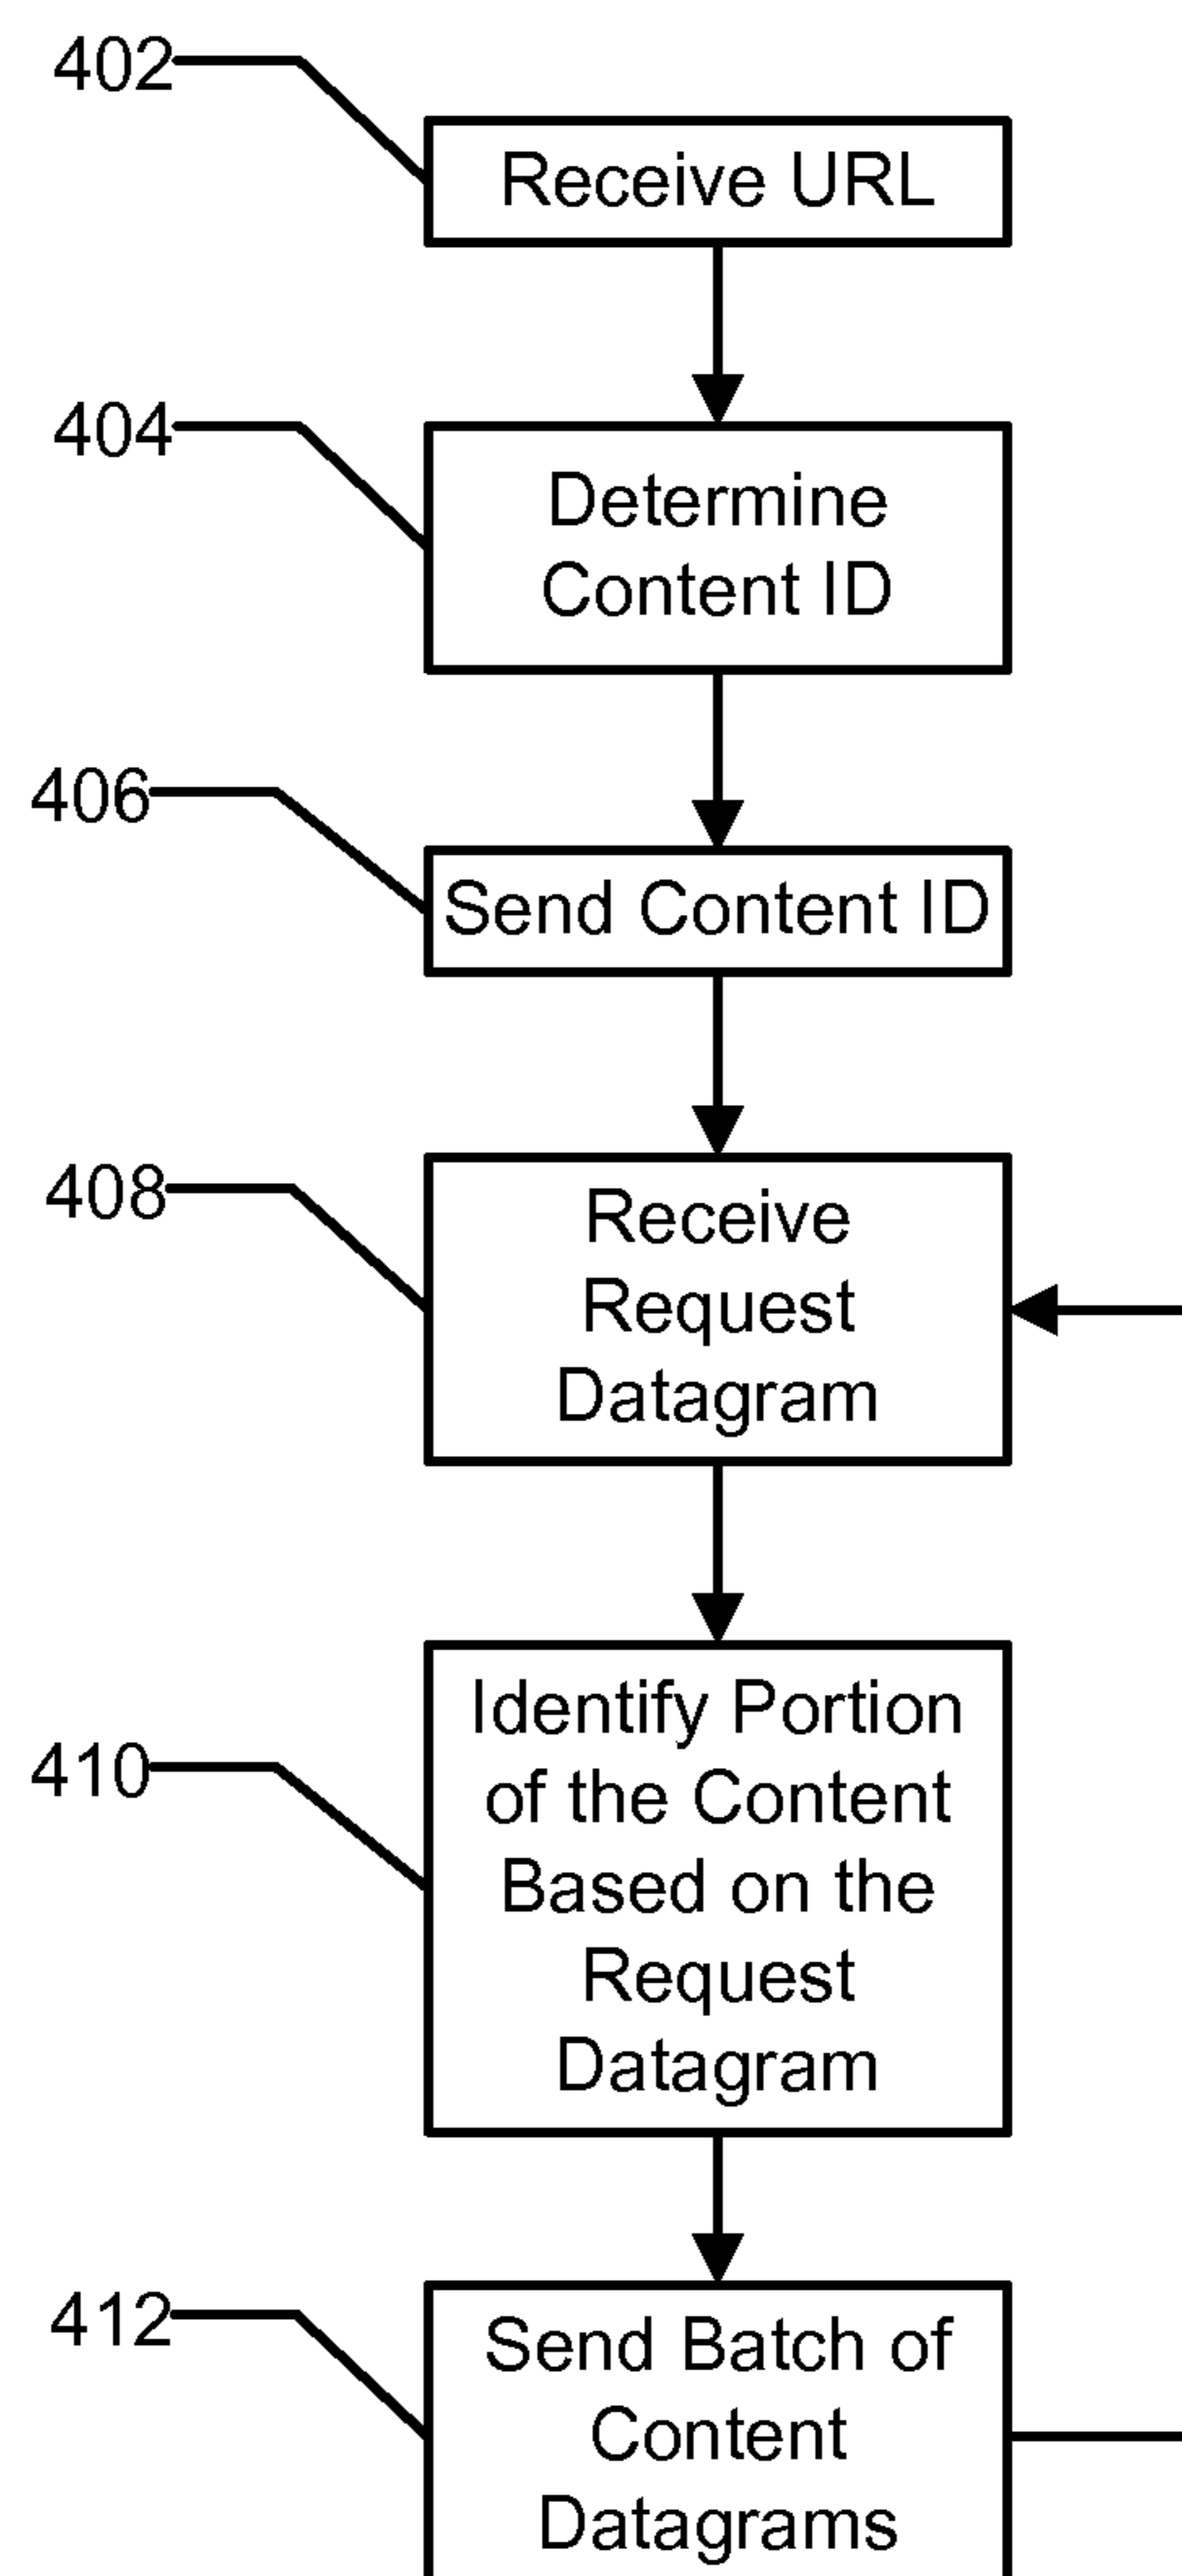 402
Receive URL
404
Determine
Content ID
406
Send Content ID
408
Receive
Request
Datagram
410
Identify Portion
of the Content
Based on the
Request
Datagram
412
Send Batch of
Content
Datagrams